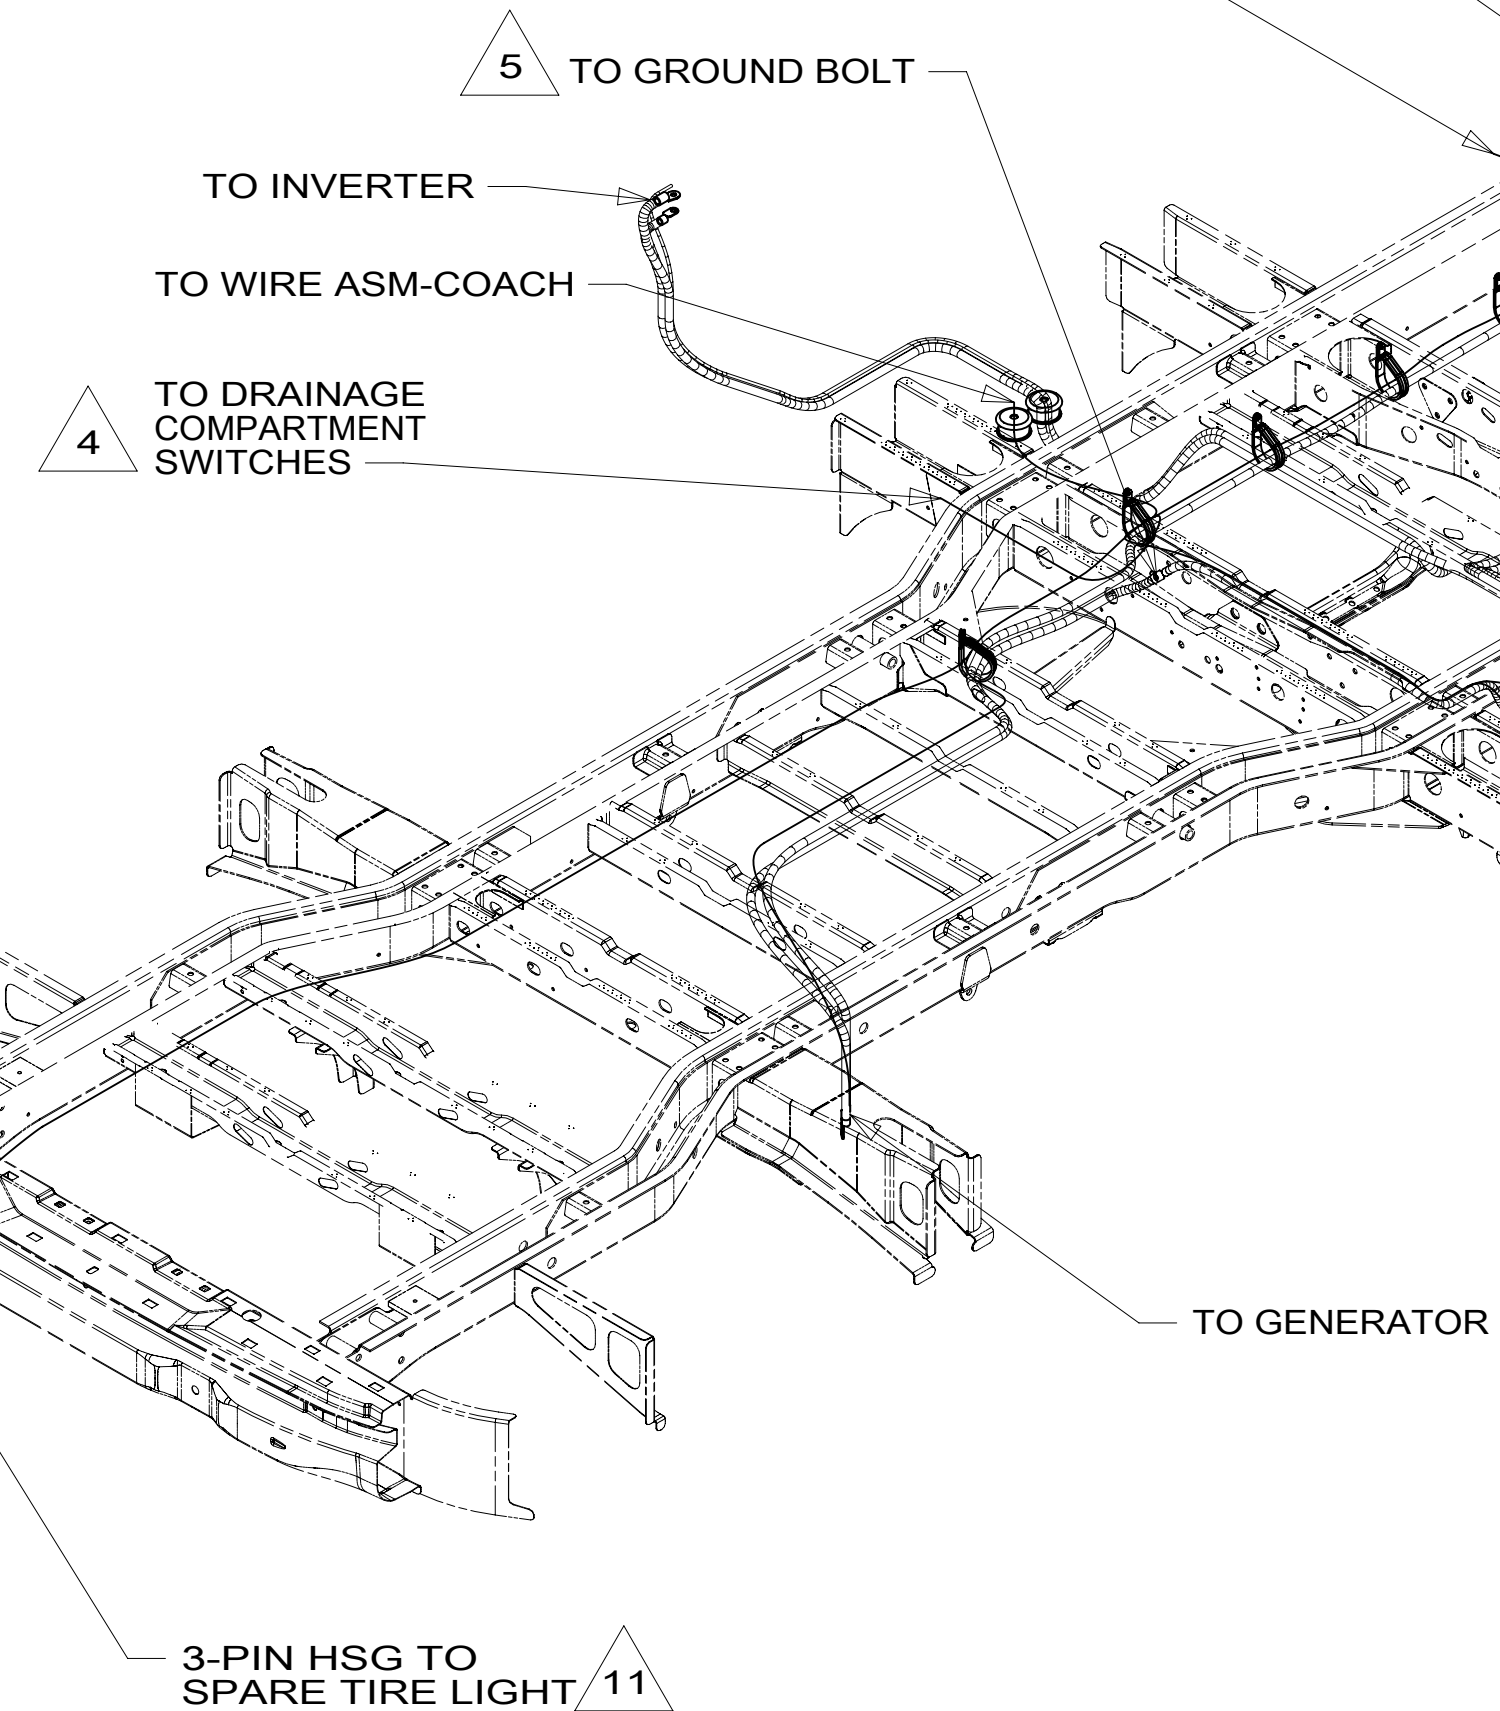 5
TO GROUND BOLT
TO INVERTER
TO WIRE ASM-COACH
4
TO DRAINAGE
COMPARTMENT
SWITCHES
TO GENERATOR
3-PIN HSG TO
SPARE TIRE LIGHT
11